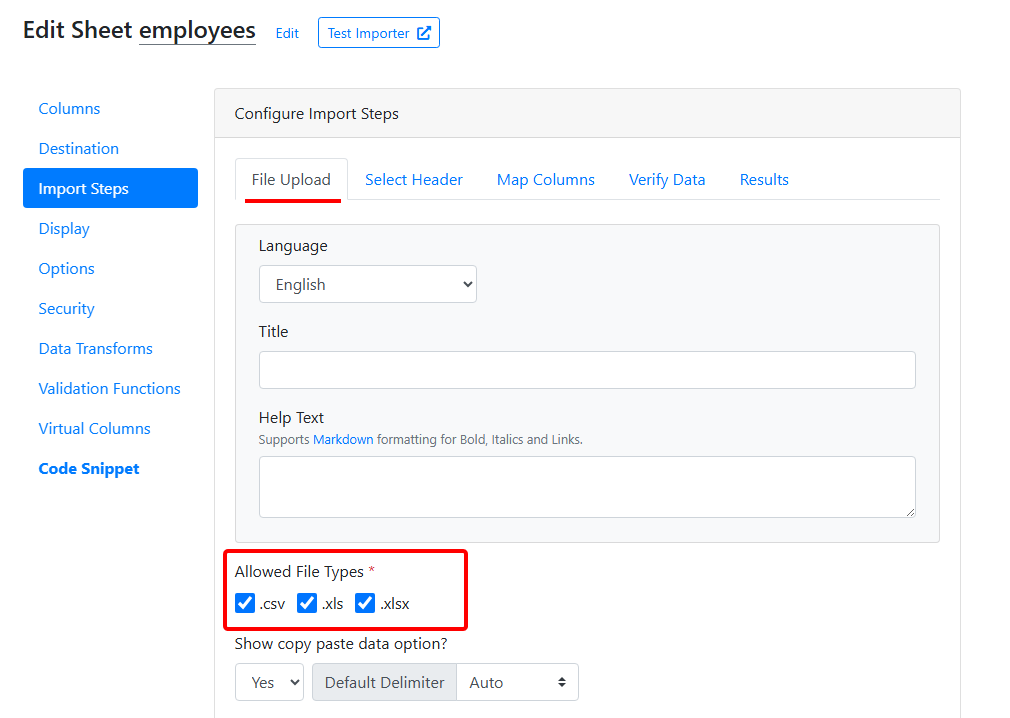 Edit Sheet employees Edit Test Importer
Columns
Destination
Import Steps
Display
Options
Security
Data Transforms
Validation Functions
Virtual Columns
Code Snippet
Configure Import Steps
File Upload Select Header Map Columns Verify Data Results
Language
English
Title
Help Text
Supports Markdown formatting for Bold, Italics and Links.
Allowed File Types *
.csv .xls .xlsx
Show copy paste data option?
Yes Default Delimiter Auto